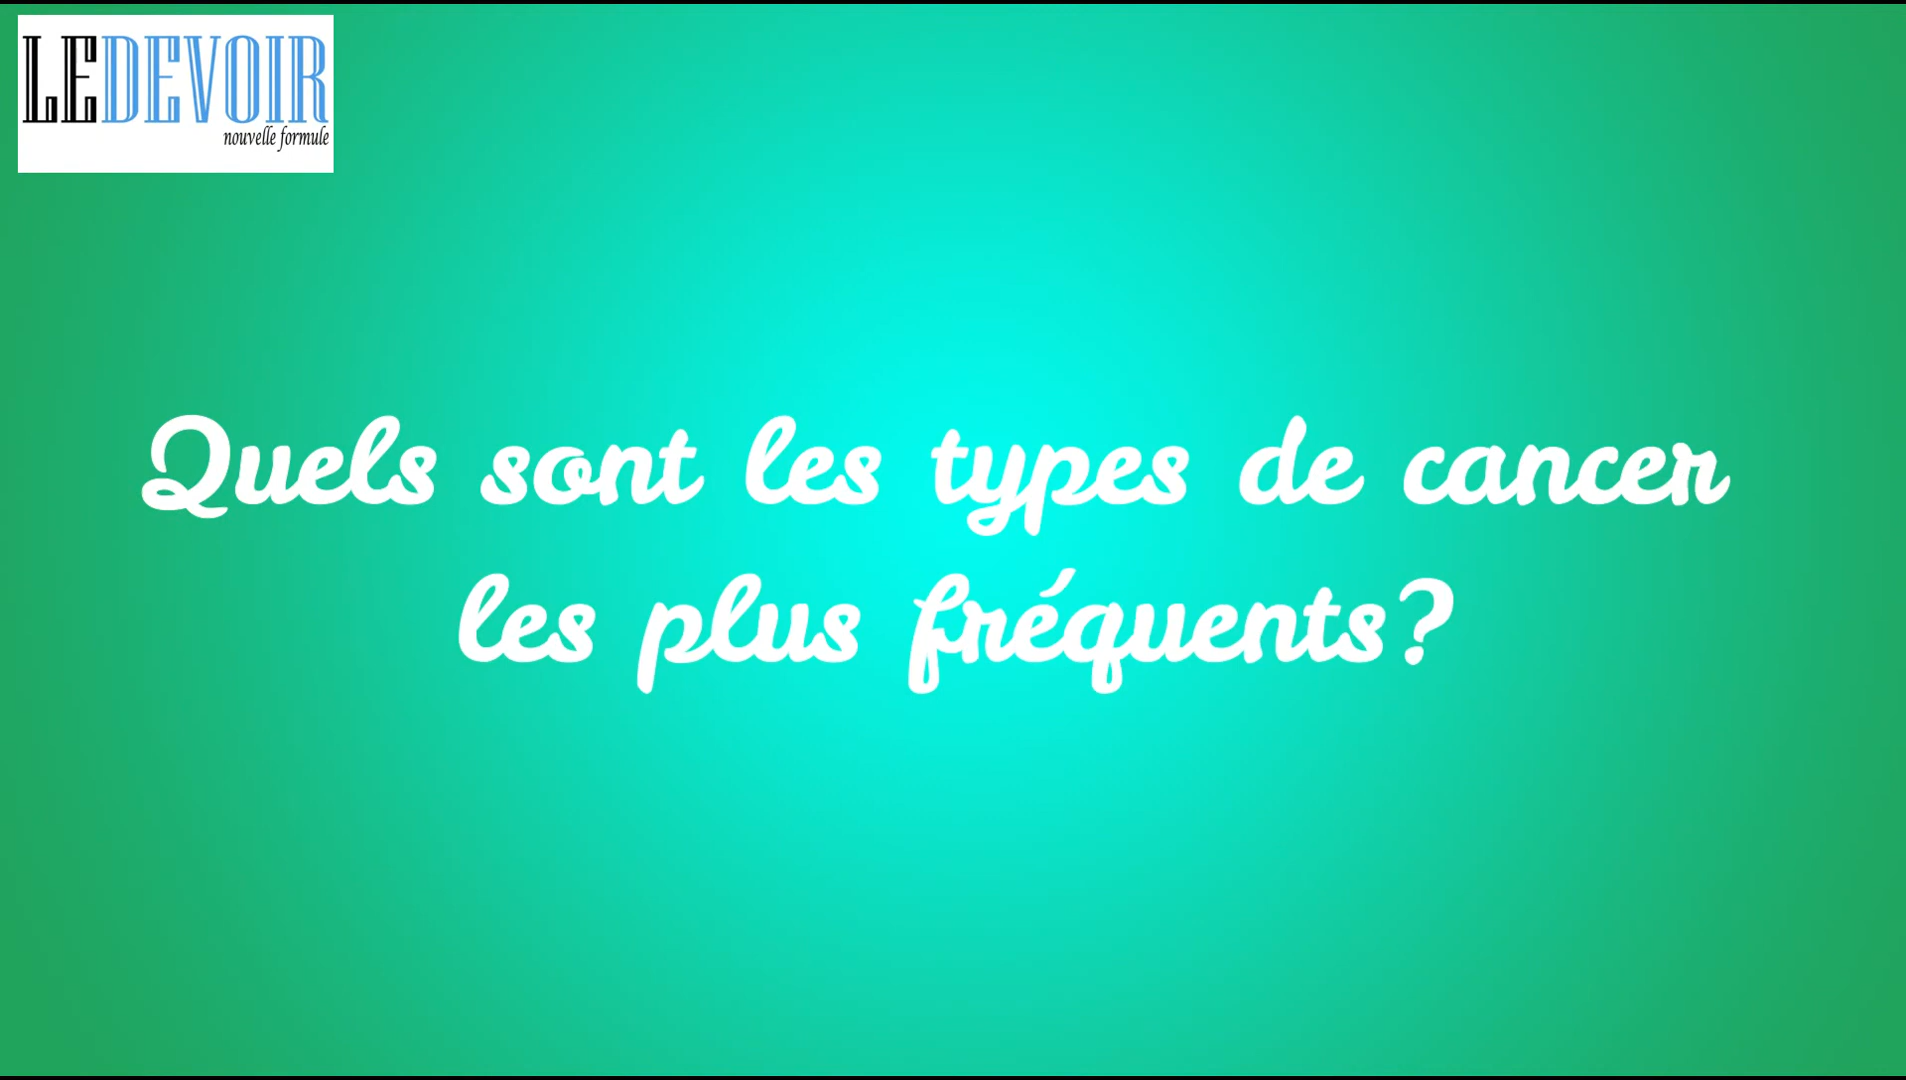 LEDEVOIR
nouvelle formule
Quels sont les types de cancer
les plus fréquents?